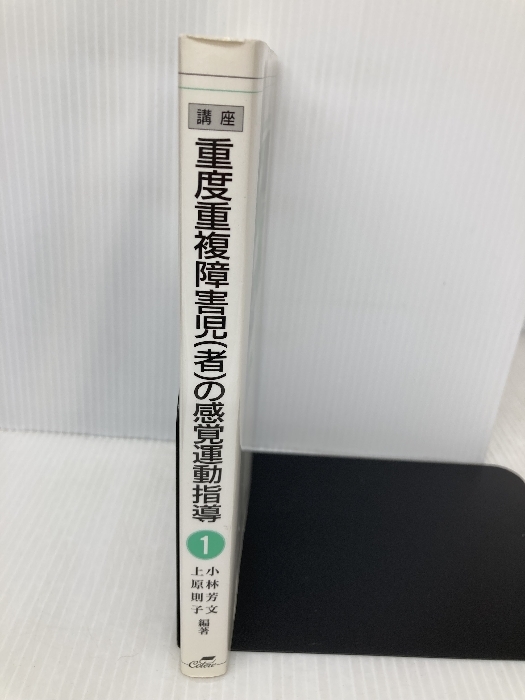 講座
重度重複障害児(者)の感覚運動指導
1
小林芳文
上原則子
編著